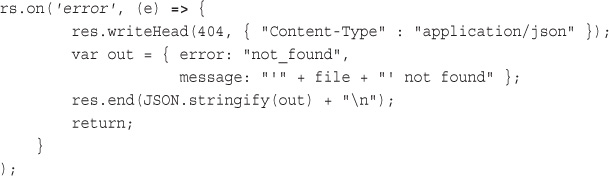 rs.on('error', (e) => {
        res.writeHead(404, { "Content-Type" : "application/json" });
        var out = { error: "not_found",
                    message: "'" + file + "' not found" };
        res.end(JSON.stringify(out) + "\n");
        return;
    }
);